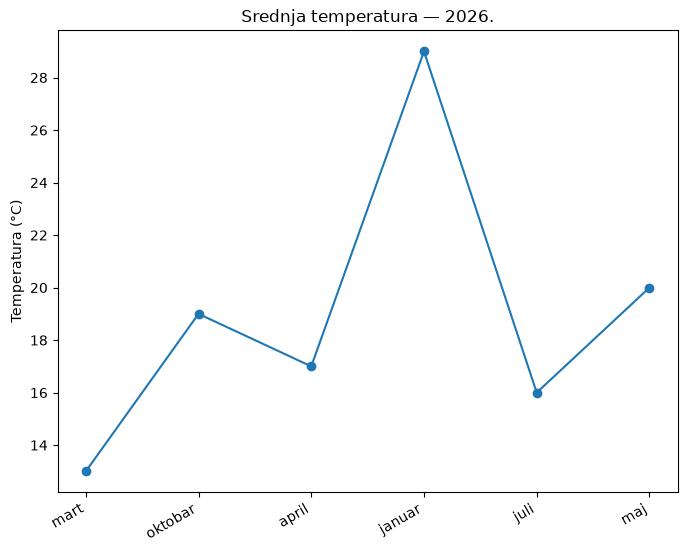 Srednja temperatura — 2026.
Temperatura (°C)
28
26
24
22
20
18
16
14
mart
oktobar
april
januar
juli
maj